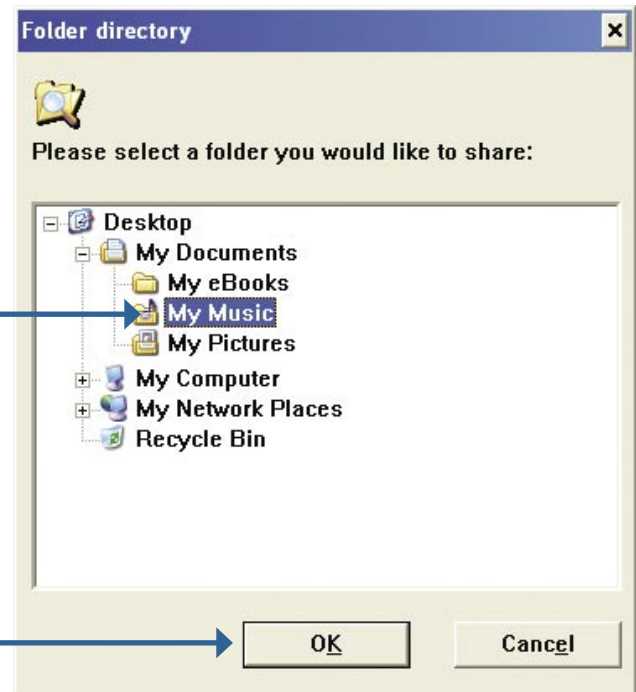 Folder directory
Please select a folder you would like to share:
Desktop
My Documents
My eBooks
My Music
My Pictures
My Computer
My Network Places
Recycle Bin
OK Cancel